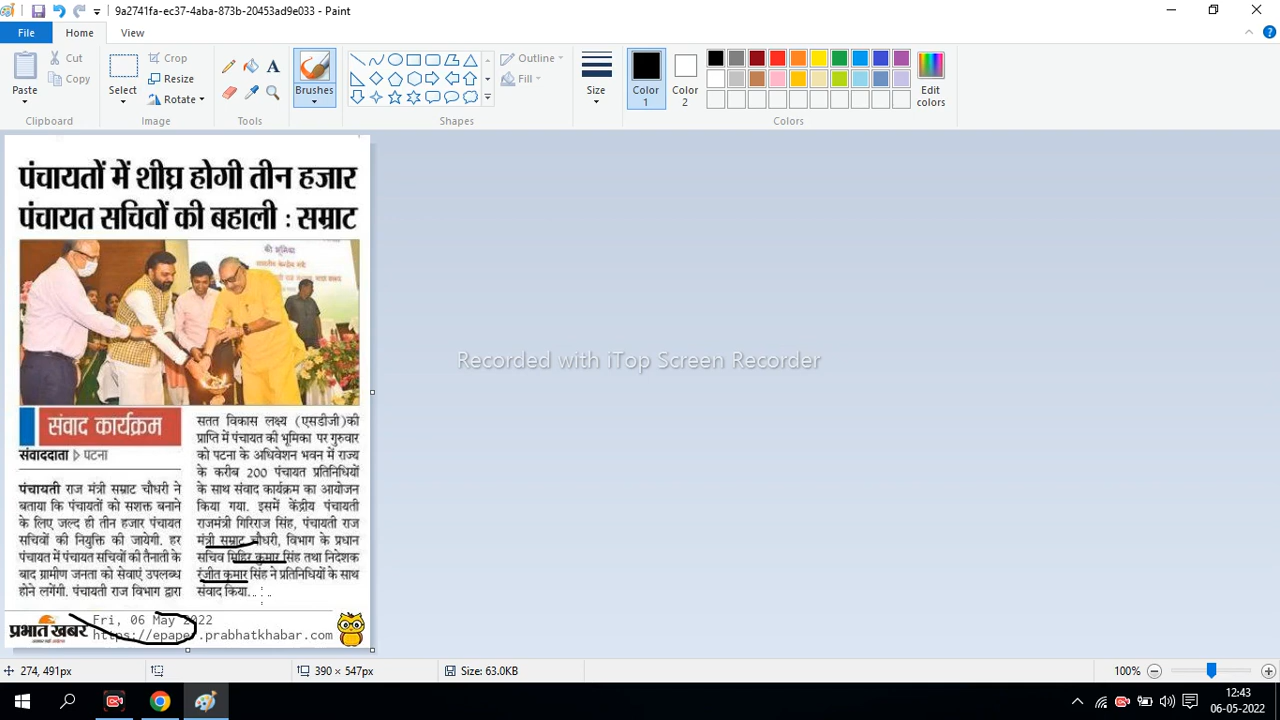 9a2741fa-ec37-4aba-873b-20453ad9e033 - Paint
File Home View
Paste
Cut
Copy
Clipboard
Select
Crop
Resize
Rotate
Image
A
Tools
Brushes
Shapes
Outline
Fill
Size
Color 1
Color 2
Colors
Edit colors
पंचायतों में शीघ्र होगी तीन हजार
पंचायत सचिवों की बहाली : सम्राट
की भूमिका
संवाद कार्यक्रम
संवाददाता ▷ पटना
पंचायती राज मंत्री सम्राट चौधरी ने
बताया कि पंचायतों को सशक्त बनाने
के लिए जल्द ही तीन हजार पंचायत
सचिवों की नियुक्ति की जायेगी. हर
पंचायत में पंचायत सचिवों की तैनाती के
बाद ग्रामीण जनता को सेवाएं उपलब्ध
होने लगेंगी. पंचायती राज विभाग द्वारा
सतत विकास लक्ष्य (एसडीजी)की
प्राप्ति में पंचायत की भूमिका पर गुरुवार
को पटना के अधिवेशन भवन में राज्य
के करीब 200 पंचायत प्रतिनिधियों
के साथ संवाद कार्यक्रम का आयोजन
किया गया. इसमें केंद्रीय पंचायती
राजमंत्री गिरिराज सिंह, पंचायती राज
मंत्री सम्राट चौधरी, विभाग के प्रधान
सचिव मिहिर कुमार सिंह तथा निदेशक
रंजीत कुमार सिंह ने प्रतिनिधियों के साथ
संवाद किया.
प्रभात खबर
Fri, 06 May 2022
https://epaper.prabhatkhabar.com
Recorded with iTop Screen Recorder
274, 491px
390 × 547px
Size: 63.0KB
100%
12:43
06-05-2022